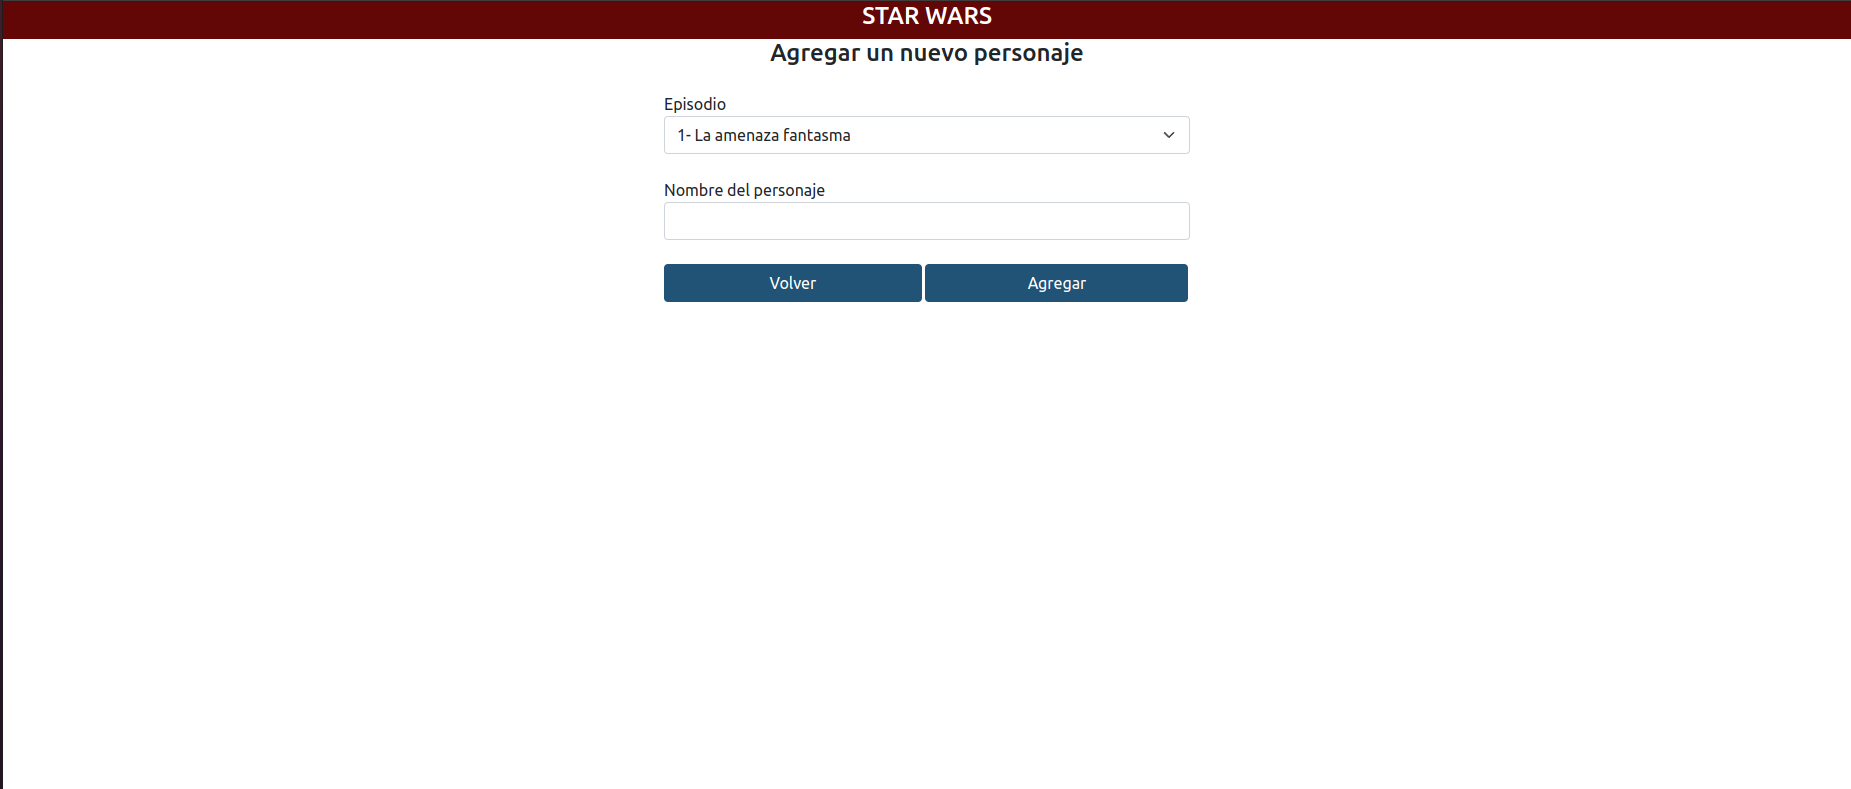 STAR WARS
Agregar un nuevo personaje
Episodio
1- La amenaza fantasma
Nombre del personaje
Volver Agregar